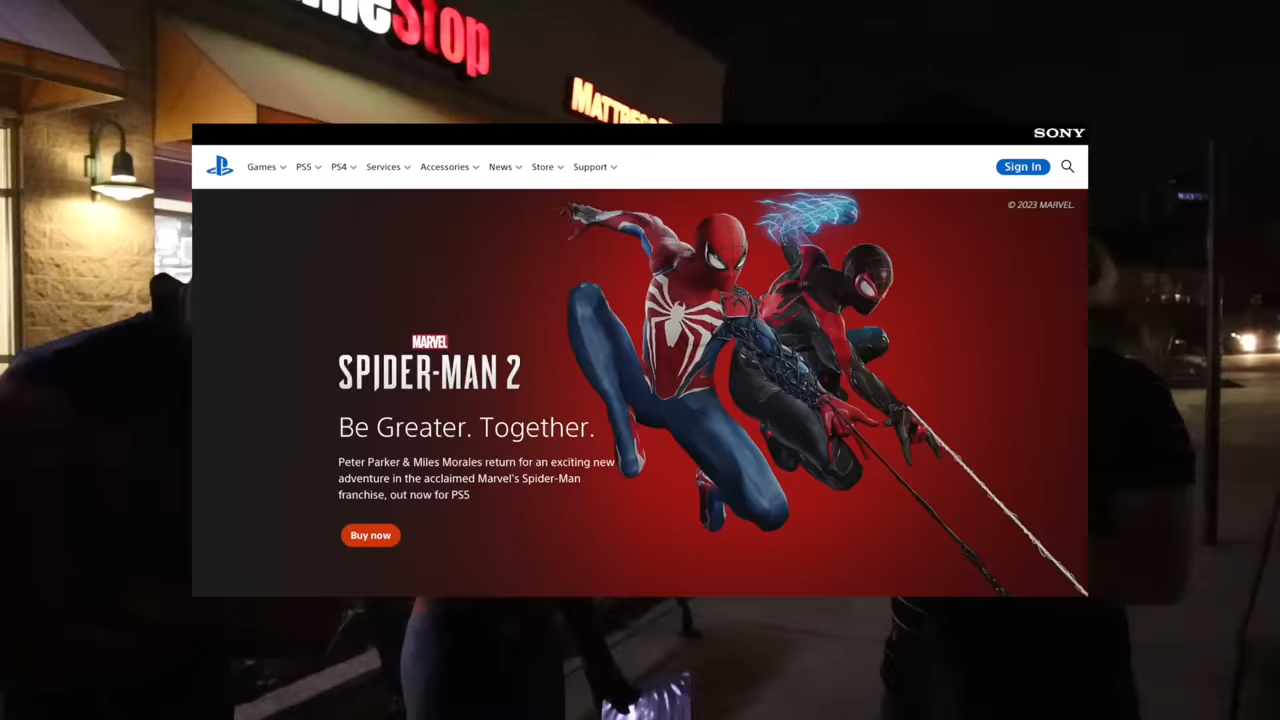 Stop
SONY
Games PS5 PS4 Services Accessories News Store Support Sign In
© 2023 MARVEL.
MARVEL
SPIDER-MAN 2
Be Greater. Together.
Peter Parker & Miles Morales return for an exciting new
adventure in the acclaimed Marvel's Spider-Man
franchise, out now for PS5
Buy now